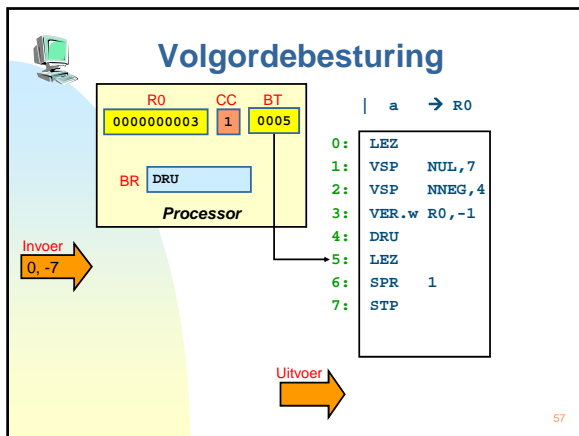 Volgordebesturing
R0 CC BT
0000000003 1 0005
BR DRU
Processor
Invoer
0, -7
| a → R0
0: LEZ
1: VSP NUL,7
2: VSP NNEG,4
3: VER.w R0,-1
4: DRU
5: LEZ
6: SPR 1
7: STP
Uitvoer
57